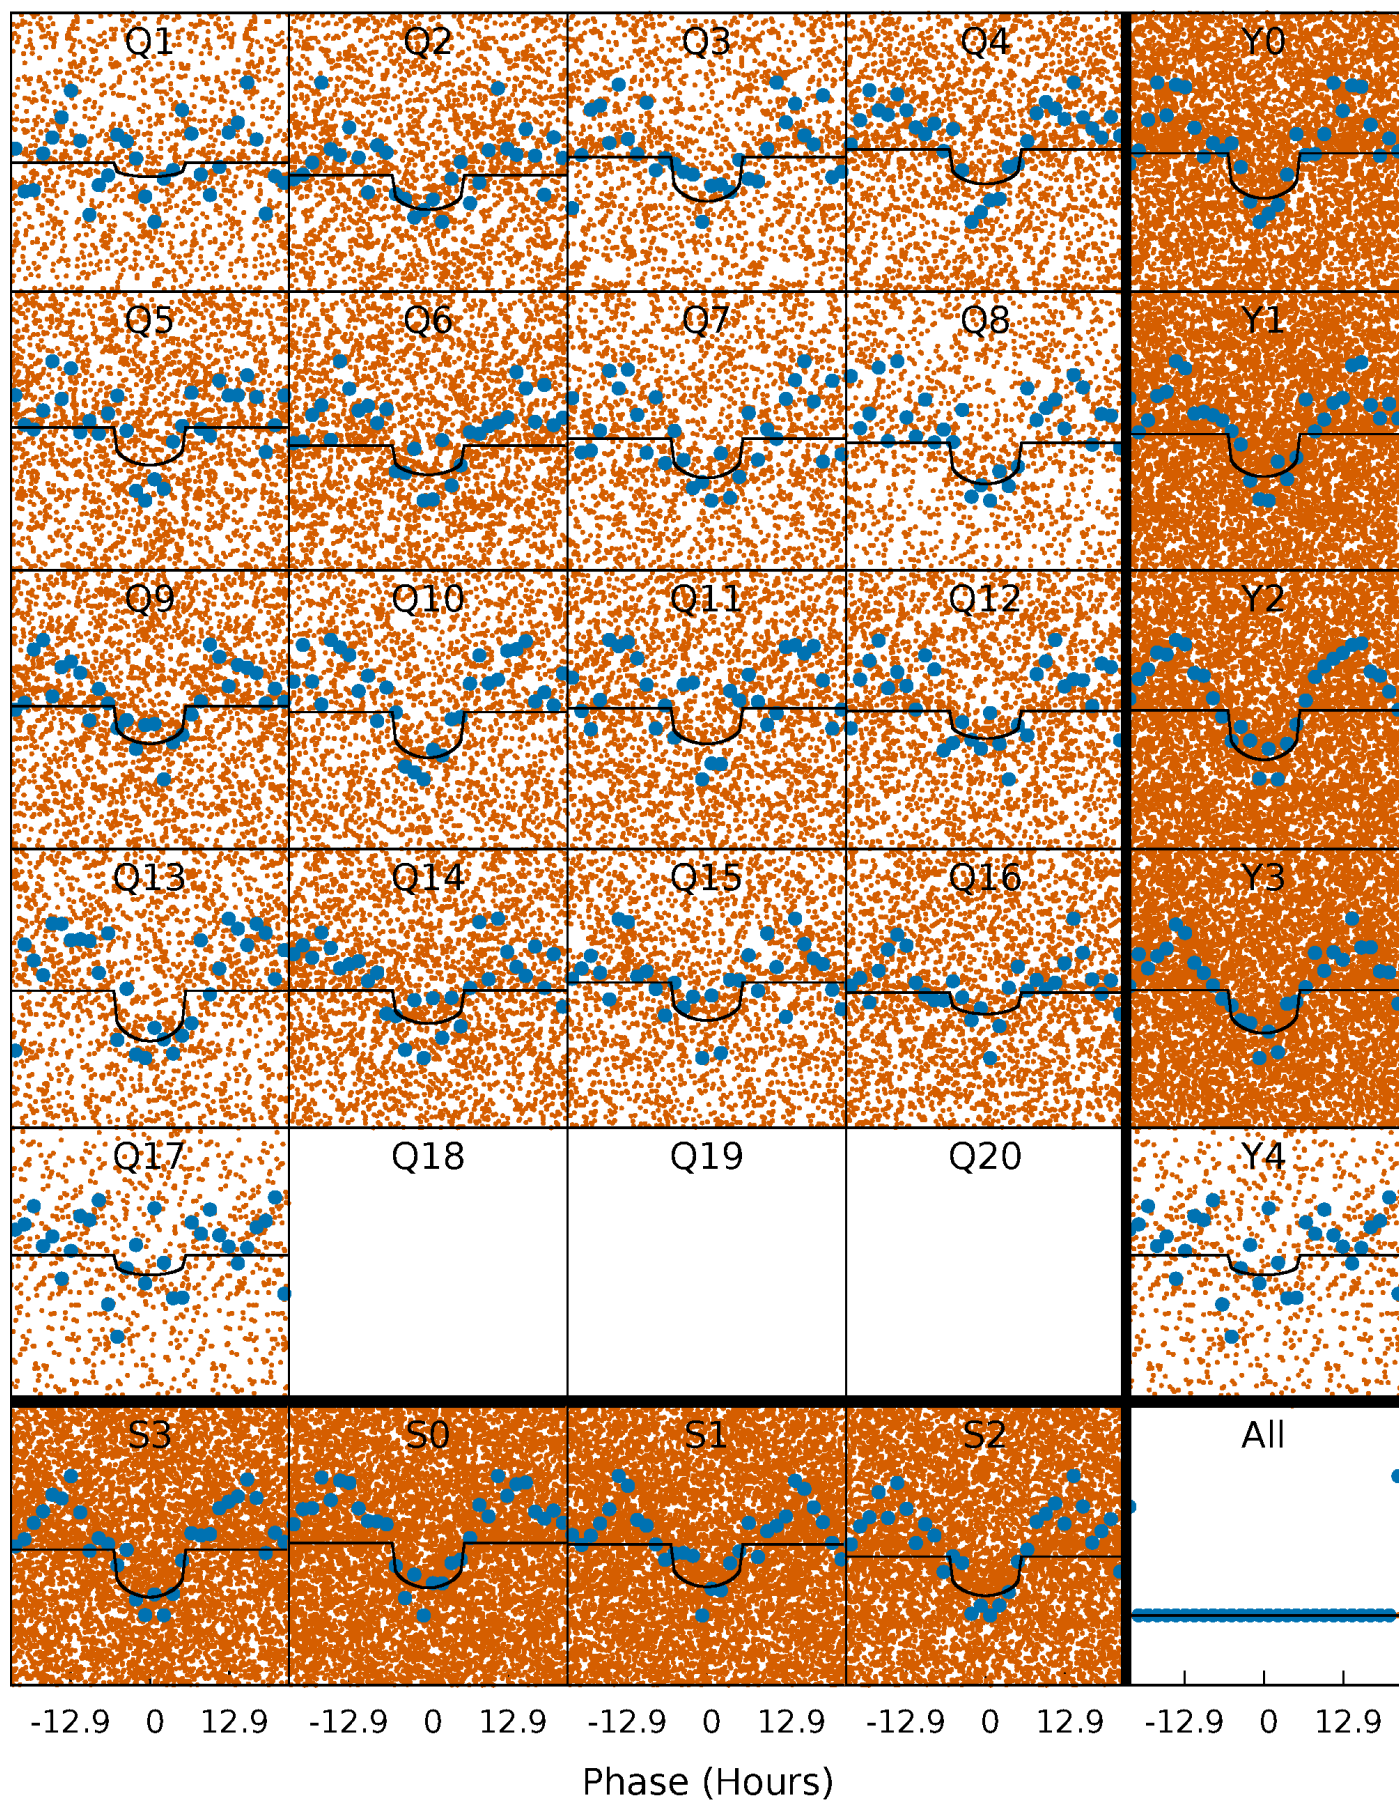 Q1 Q2 Q3 Q4 Y0
Q5 Q6 Q7 Q8 Y1
Q9 Q10 Q11 Q12 Y2
Q13 Q14 Q15 Q16 Y3
Q17 Q18 Q19 Q20 Y4
S3 S0 S1 S2 All
-12.9 0 12.9 -12.9 0 12.9 -12.9 0 12.9 -12.9 0 12.9 -12.9 0 12.9
Phase (Hours)